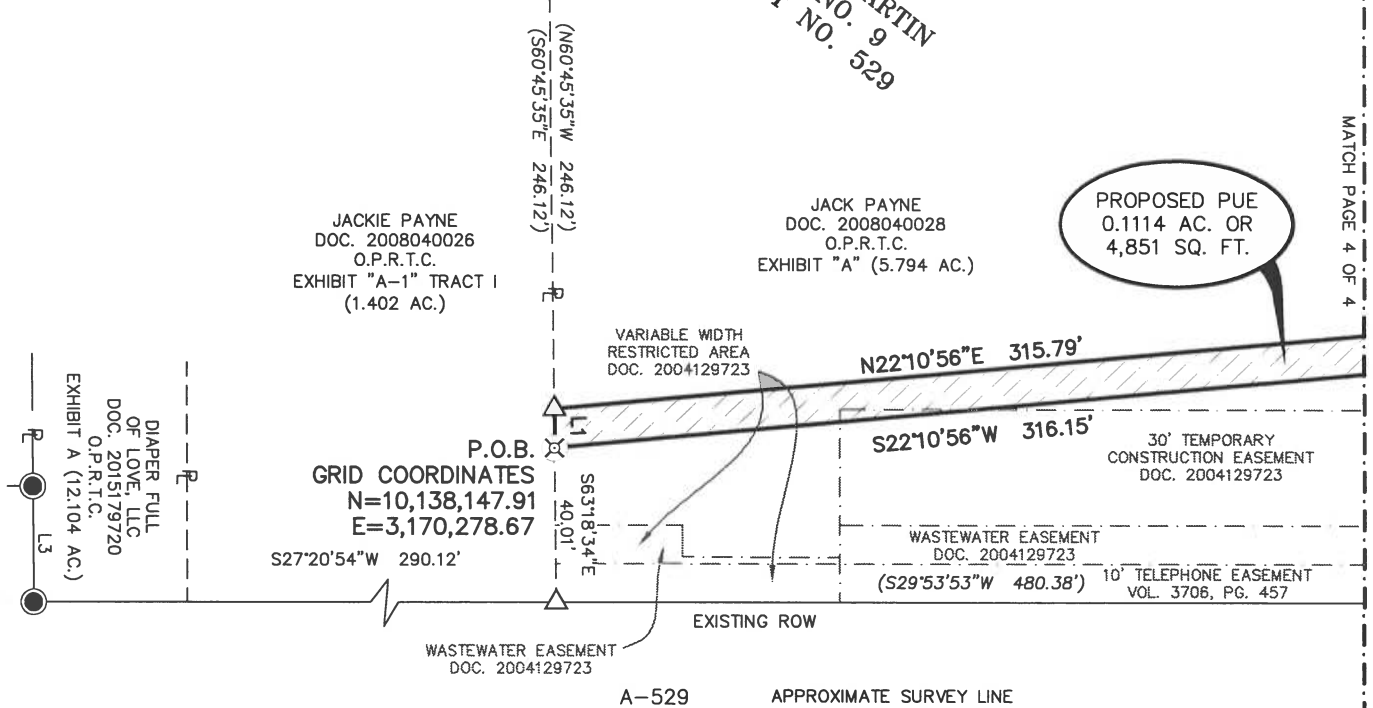 ARTIN
NO. 9
NO. 529
(N60°45'35"W 246.12')
(S60°45'35"E 246.12')
MATCH PAGE 4 OF 4
JACKIE PAYNE
DOC. 2008040026
O.P.R.T.C.
EXHIBIT "A-1" TRACT I
(1.402 AC.)
JACK PAYNE
DOC. 2008040028
O.P.R.T.C.
EXHIBIT "A" (5.794 AC.)
PROPOSED PUE
0.1114 AC. OR
4,851 SQ. FT.
PL
VARIABLE WIDTH
RESTRICTED AREA
DOC. 2004129723
N22°10'56"E 315.79'
L1
S22°10'56"W 316.15'
30' TEMPORARY
CONSTRUCTION EASEMENT
DOC. 2004129723
P.O.B.
GRID COORDINATES
N=10,138,147.91
E=3,170,278.67
S63°18'34"E
40.01'
DIAPER FULL
OF LOVE, LLC
DOC. 2015179720
O.P.R.T.C.
EXHIBIT A (12.104 AC.)
PL
PL
L3
S27°20'54"W 290.12'
WASTEWATER EASEMENT
DOC. 2004129723
(S29°53'53"W 480.38')
10' TELEPHONE EASEMENT
VOL. 3706, PG. 457
EXISTING ROW
WASTEWATER EASEMENT
DOC. 2004129723
A-529 APPROXIMATE SURVEY LINE